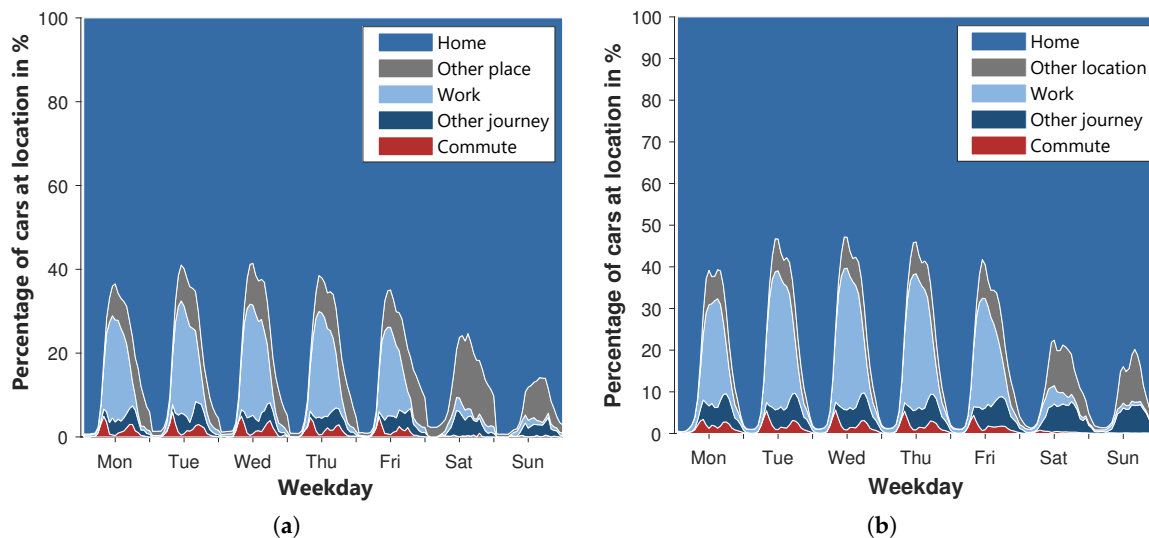 Percentage of cars at location in %
100
80
60
40
20
0
Home
Other place
Work
Other journey
Commute
Mon Tue Wed Thu Fri Sat Sun
Weekday
(a)
Percentage of cars at location in %
100
90
80
70
60
50
40
30
20
10
0
Home
Other location
Work
Other journey
Commute
Mon Tue Wed Thu Fri Sat Sun
Weekday
(b)